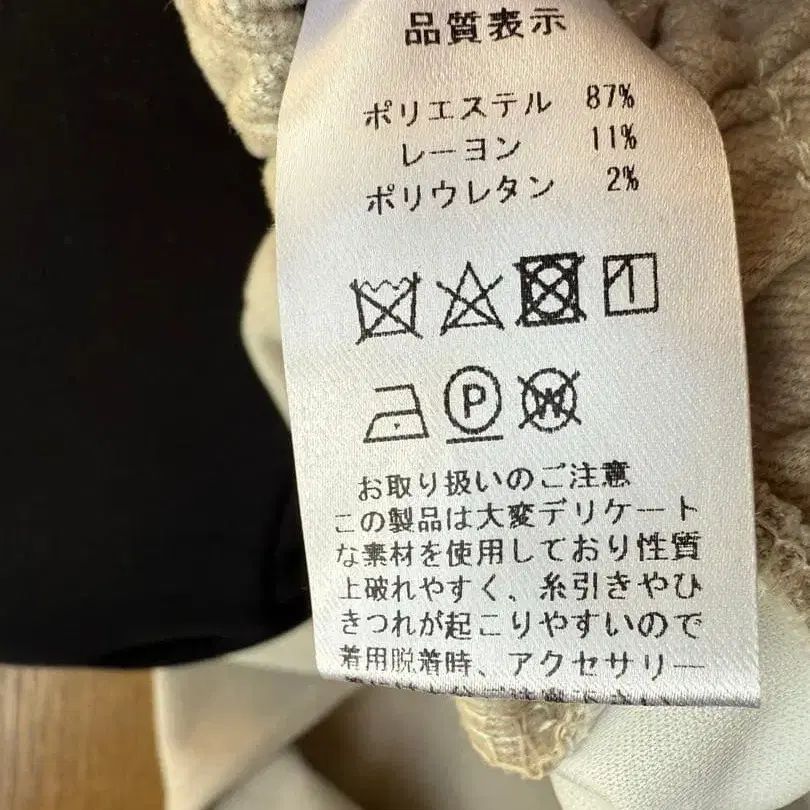 品質表示
ポリエステル 87%
レーヨン 11%
ポリウレタン 2%
P
W
お取り扱いのご注意
この製品は大変デリケート
な素材を使用しており性質
上破れやすく、糸引きやひ
きつれが起こりやすいので
着用脱着時、アクセサリー